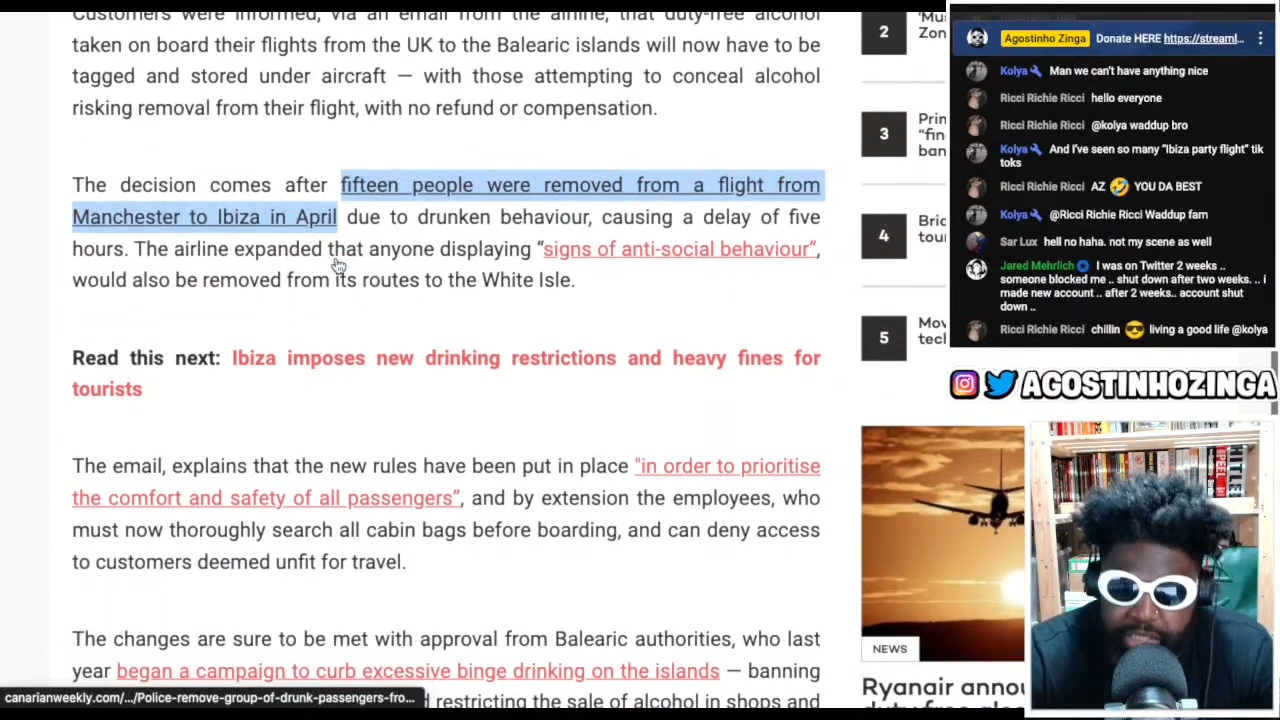 Customers were informed, via an email from the airline, that duty-free alcohol
taken on board their flights from the UK to the Balearic islands will now have to be
tagged and stored under aircraft — with those attempting to conceal alcohol
risking removal from their flight, with no refund or compensation.
The decision comes after fifteen people were removed from a flight from
Manchester to Ibiza in April due to drunken behaviour, causing a delay of five
hours. The airline expanded that anyone displaying “signs of anti-social behaviour”,
would also be removed from its routes to the White Isle.
Read this next: Ibiza imposes new drinking restrictions and heavy fines for
tourists
The email, explains that the new rules have been put in place "in order to prioritise
the comfort and safety of all passengers”, and by extension the employees, who
must now thoroughly search all cabin bags before boarding, and can deny access
to customers deemed unfit for travel.
The changes are sure to be met with approval from Balearic authorities, who last
year began a campaign to curb excessive binge drinking on the islands — banning
restricting the sale of alcohol in shops and
canarianweekly.com/.../Police-remove-group-of-drunk-passengers-fro...
2
3
4
5
NEWS
Ryanair
Agostinho Zinga Donate HERE https://streaml...
Kolya Man we can't have anything nice
Ricci Richie Ricci hello everyone
Ricci Richie Ricci @kolya waddup bro
Kolya And I've seen so many "Ibiza party flight" tik
toks
Ricci Richie Ricci AZ YOU DA BEST
Kolya @Ricci Richie Ricci Waddup fam
Sar Lux hell no haha. not my scene as well
Jared Mehrlich I was on Twitter 2 weeks ..
someone blocked me .. shut down after two weeks. .. i
made new account .. after 2 weeks.. account shut
down ..
Ricci Richie Ricci chillin living a good life @kolya
AGOSTINHOZINGA